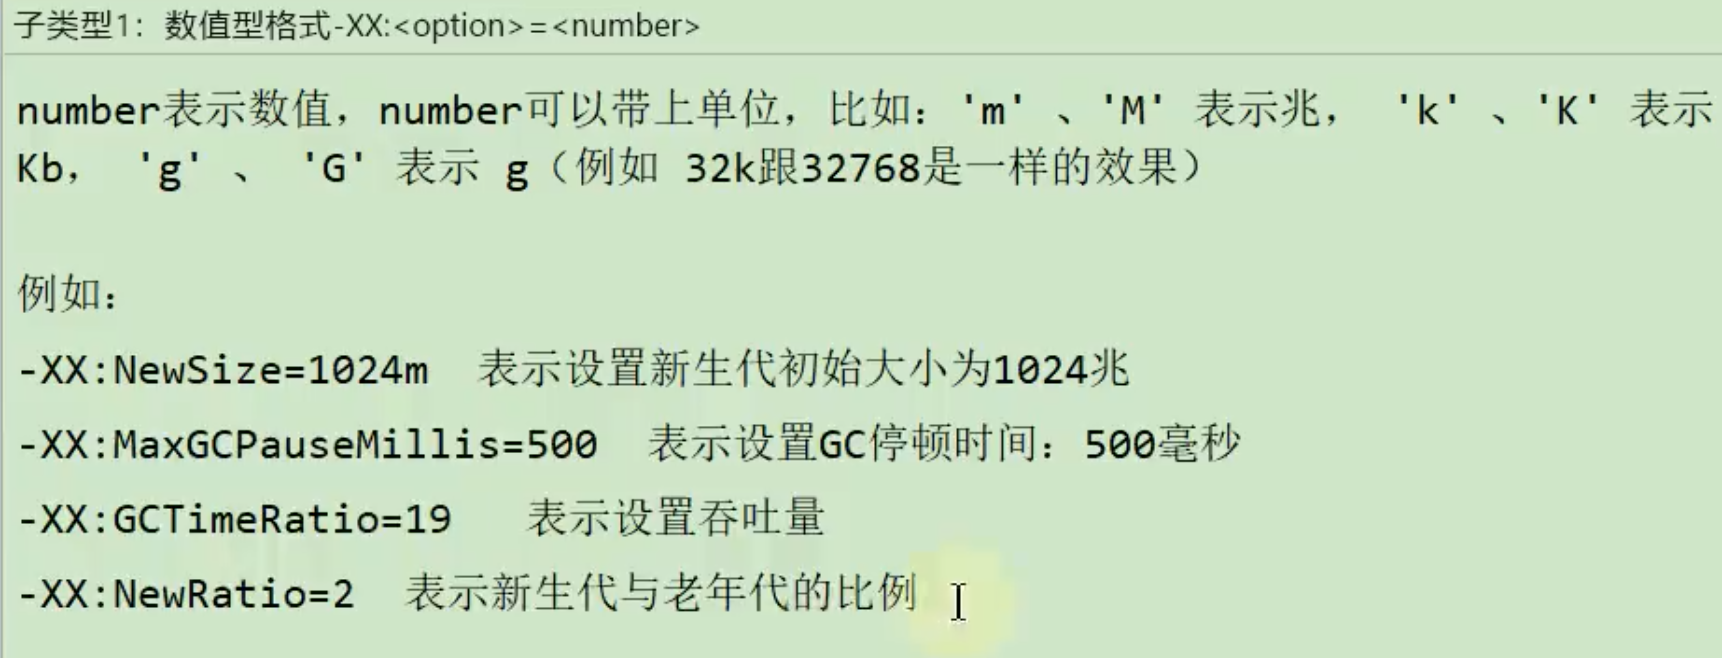 子类型1：数值型格式-XX:<option>=<number>
number表示数值，number可以带上单位，比如：'m' 、'M' 表示兆， 'k' 、'K' 表示
Kb， 'g' 、 'G' 表示 g（例如 32k跟32768是一样的效果）
例如：
-XX:NewSize=1024m 表示设置新生代初始大小为1024兆
-XX:MaxGCPauseMillis=500 表示设置GC停顿时间：500毫秒
-XX:GCTimeRatio=19 表示设置吞吐量
-XX:NewRatio=2 表示新生代与老年代的比例